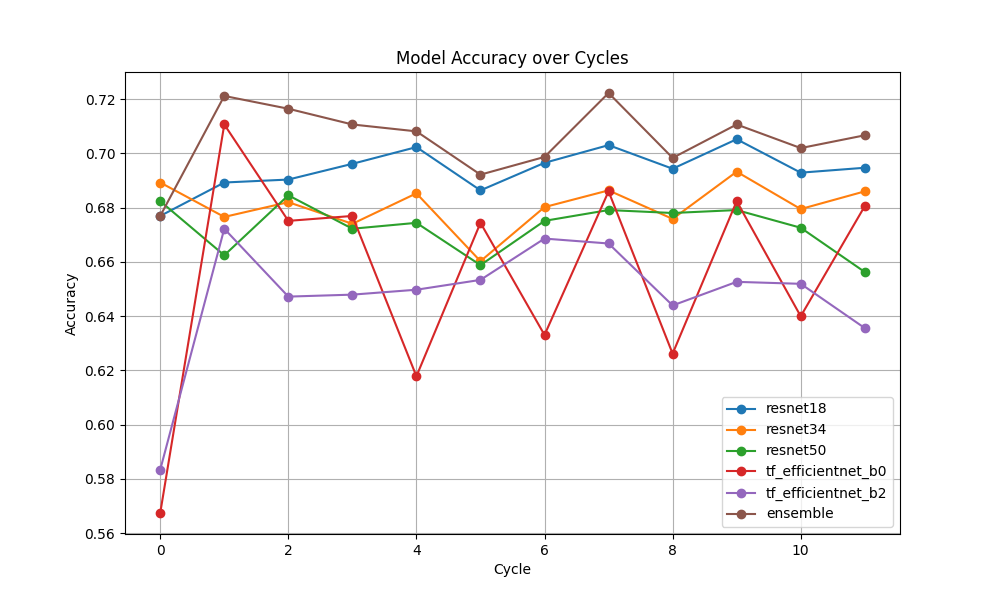 Model Accuracy over Cycles
Accuracy
0.72
0.70
0.68
0.66
0.64
0.62
0.60
0.58
0.56
0
2
4
6
8
10
Cycle
resnet18
resnet34
resnet50
tf_efficientnet_b0
tf_efficientnet_b2
ensemble